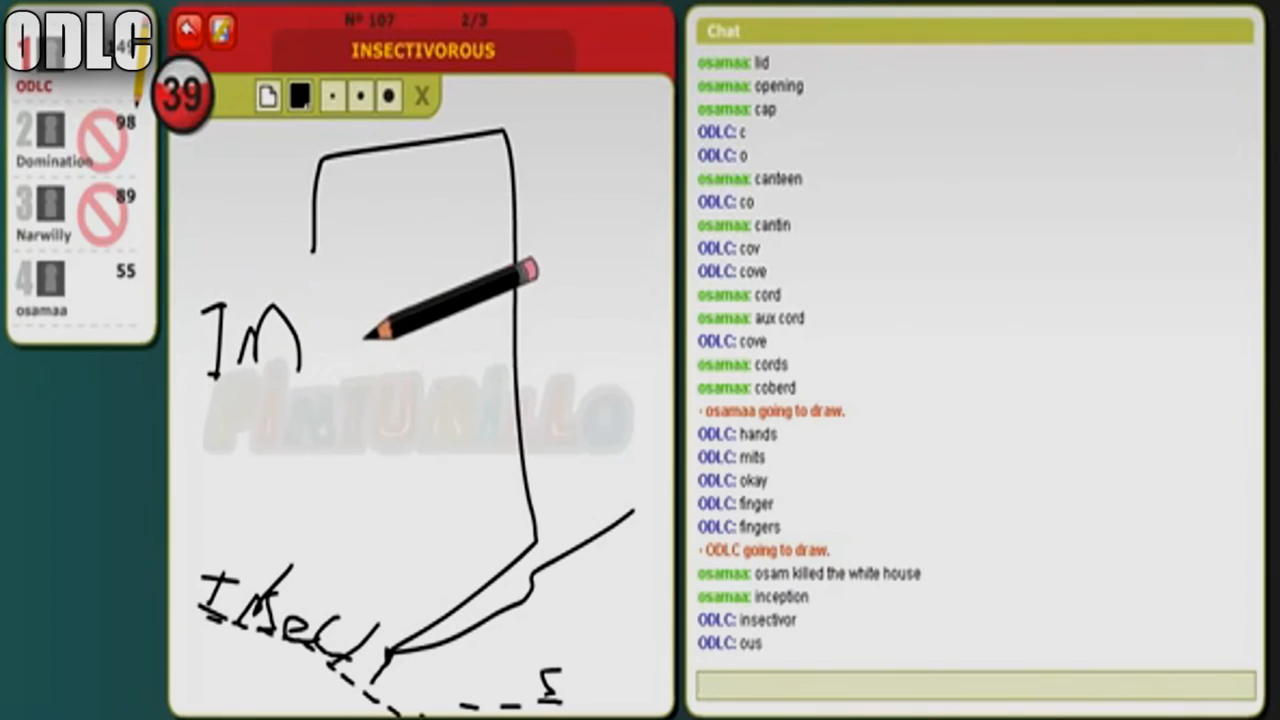 ODLC
1 149
ODLC
2 98
Domination
3 89
Narwilly
4 55
osamaa
Nº 107 2/3
INSECTIVOROUS
39
X
IM
PINTURILLO
Insect
s
Chat
osamaa: lid
osamaa: opening
osamaa: cap
ODLC: c
ODLC: o
osamaa: canteen
ODLC: co
osamaa: cantin
ODLC: cov
ODLC: cove
osamaa: cord
osamaa: aux cord
ODLC: cove
osamaa: cords
osamaa: coberd
· osamaa going to draw.
ODLC: hands
ODLC: mits
ODLC: okay
ODLC: finger
ODLC: fingers
· ODLC going to draw.
osamaa: osam killed the white house
osamaa: inception
ODLC: insectivor
ODLC: ous